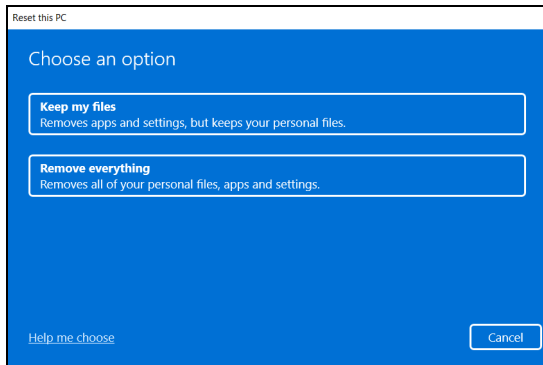 Reset this PC
Choose an option
Keep my files
Removes apps and settings, but keeps your personal files.
Remove everything
Removes all of your personal files, apps and settings.
Help me choose
Cancel